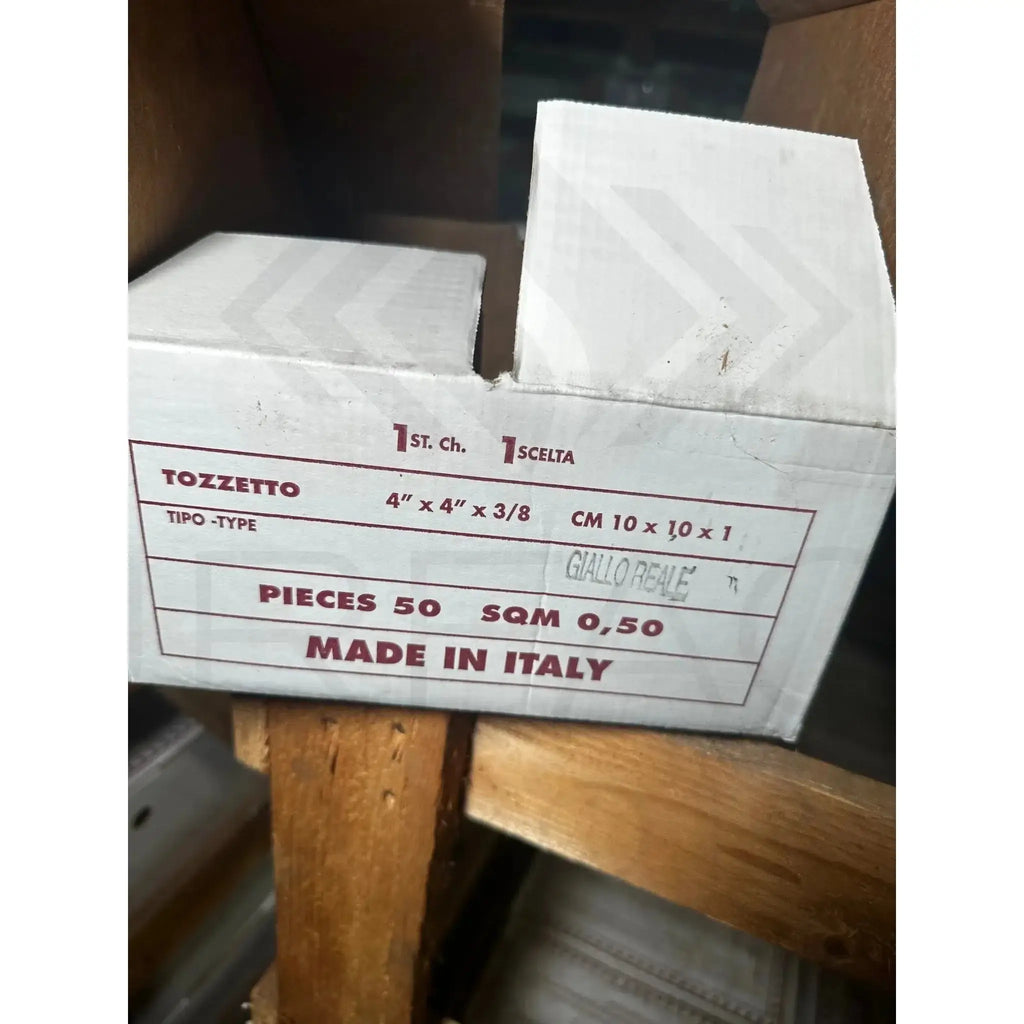 1ST. Ch. 1SCELTA
TOZZETTO 4" x 4" x 3/8 CM 10 x 10 x 1
TIPO -TYPE
GIALLO REALE
PIECES 50 SQM 0,50
MADE IN ITALY